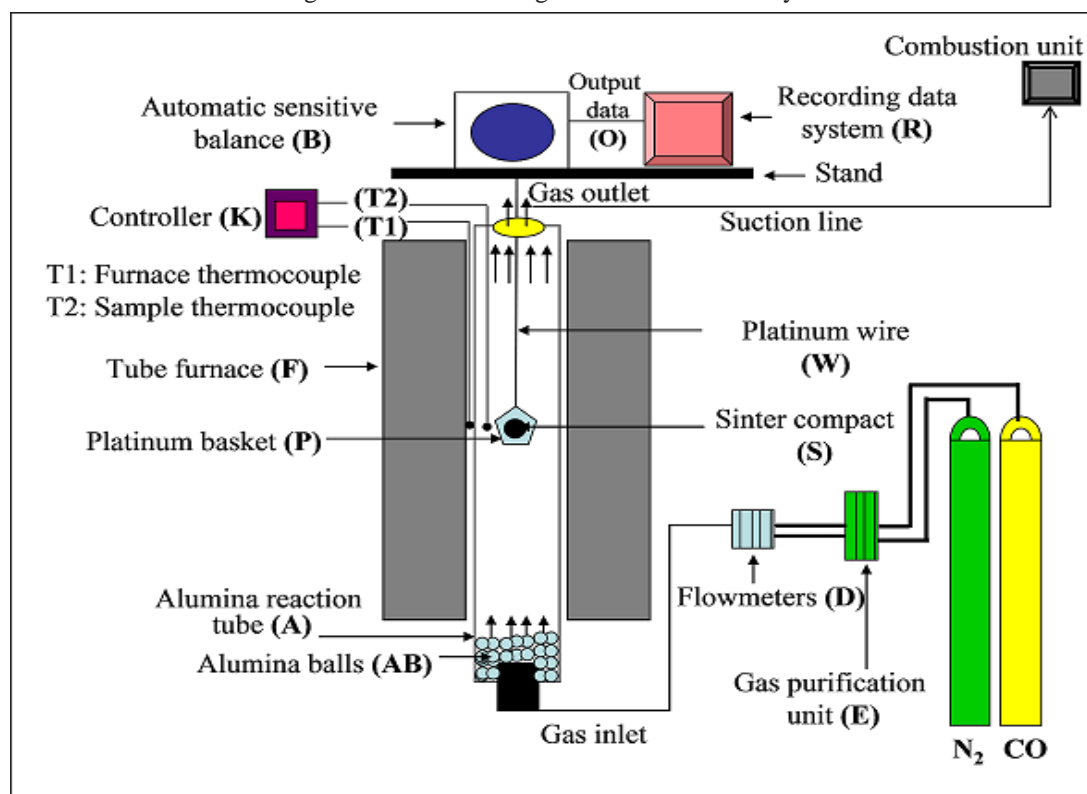 Combustion unit
Automatic sensitive
balance (B)
Output
data
(O)
Recording data
system (R)
Stand
Gas outlet
Suction line
Controller (K)
(T2)
(T1)
T1: Furnace thermocouple
T2: Sample thermocouple
Tube furnace (F)
Platinum wire
(W)
Platinum basket (P)
Sinter compact
(S)
Alumina reaction
tube (A)
Alumina balls (AB)
Flowmeters (D)
Gas purification
unit (E)
Gas inlet
N₂ CO